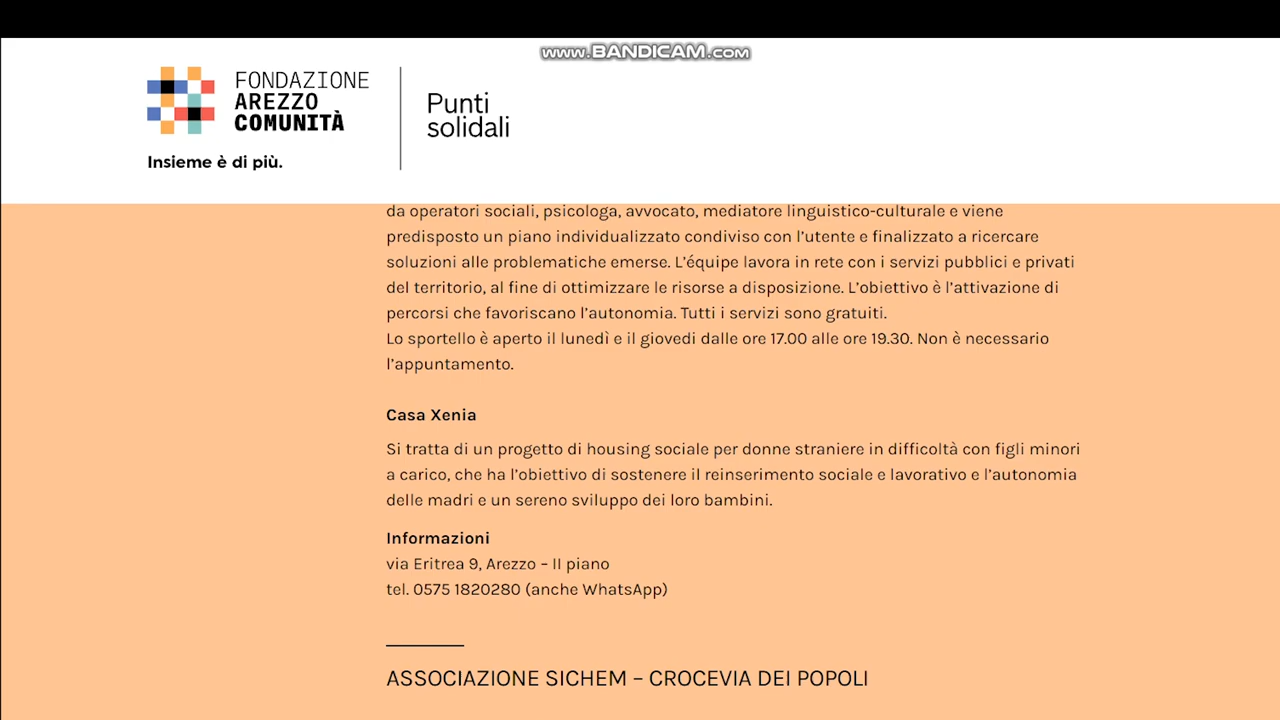 www.BANDICAM.com
FONDAZIONE
AREZZO
COMUNITÀ
Insieme è di più.
Punti
solidali
da operatori sociali, psicologa, avvocato, mediatore linguistico-culturale e viene
predisposto un piano individualizzato condiviso con l’utente e finalizzato a ricercare
soluzioni alle problematiche emerse. L’équipe lavora in rete con i servizi pubblici e privati
del territorio, al fine di ottimizzare le risorse a disposizione. L’obiettivo è l’attivazione di
percorsi che favoriscano l’autonomia. Tutti i servizi sono gratuiti.
Lo sportello è aperto il lunedì e il giovedi dalle ore 17.00 alle ore 19.30. Non è necessario
l’appuntamento.
Casa Xenia
Si tratta di un progetto di housing sociale per donne straniere in difficoltà con figli minori
a carico, che ha l’obiettivo di sostenere il reinserimento sociale e lavorativo e l’autonomia
delle madri e un sereno sviluppo dei loro bambini.
Informazioni
via Eritrea 9, Arezzo – II piano
tel. 0575 1820280 (anche WhatsApp)
ASSOCIAZIONE SICHEM – CROCEVIA DEI POPOLI